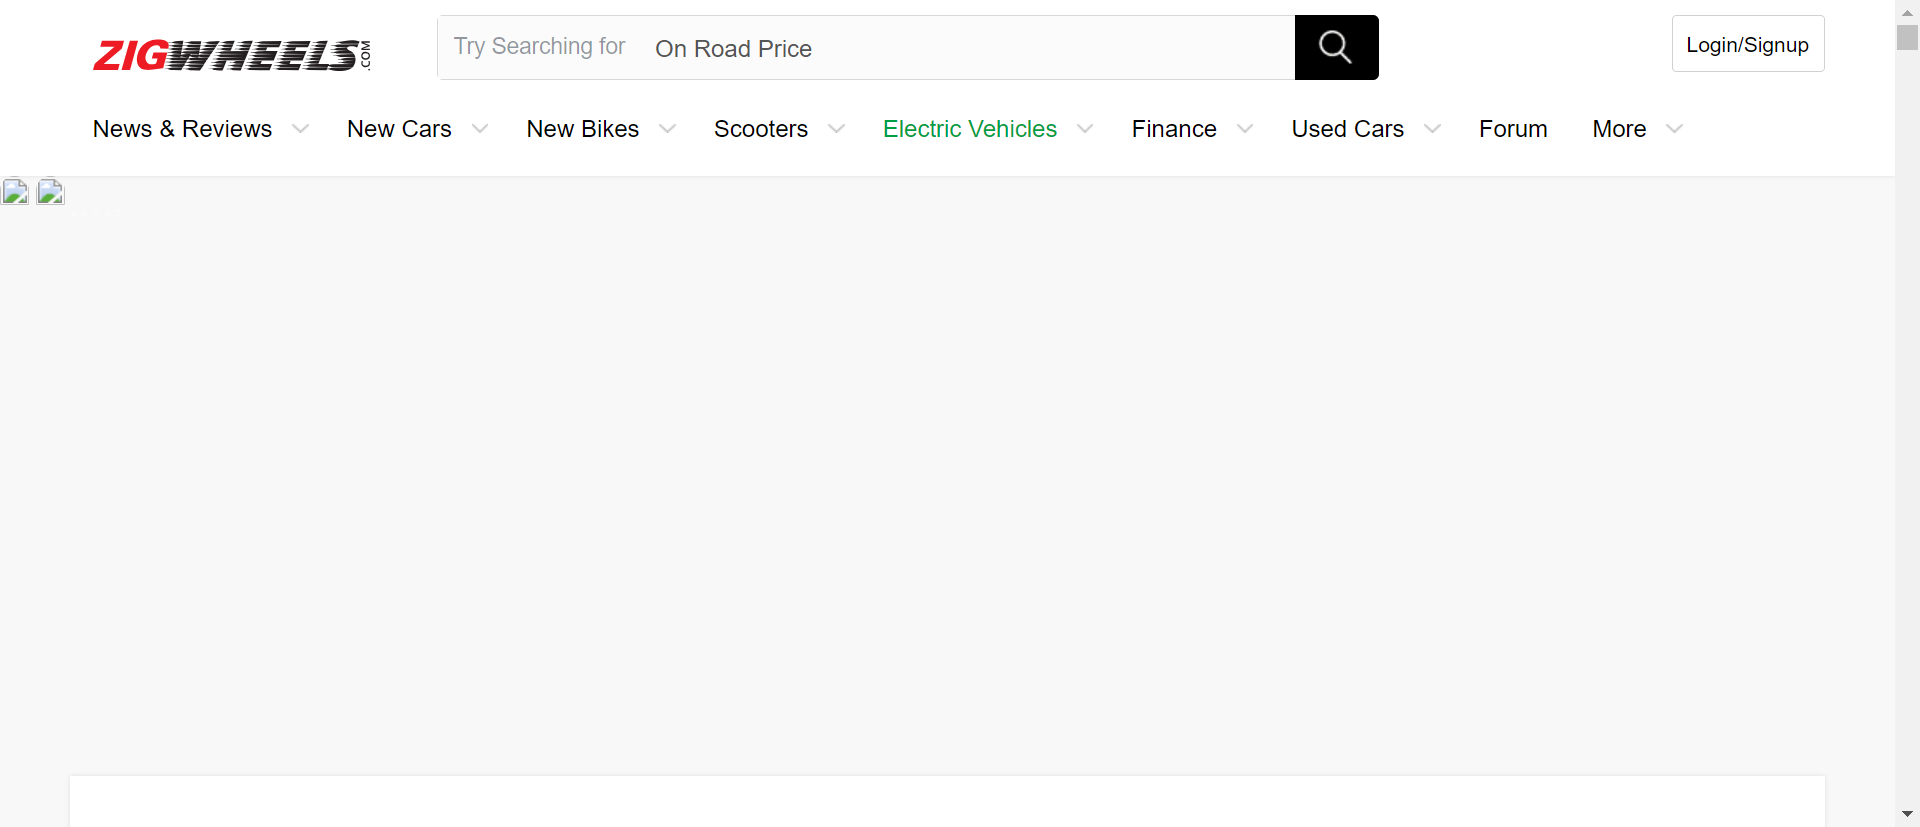 ZIGWHEELS.COM
Try Searching for On Road Price
Login/Signup
News & Reviews New Cars New Bikes Scooters Electric Vehicles Finance Used Cars Forum More